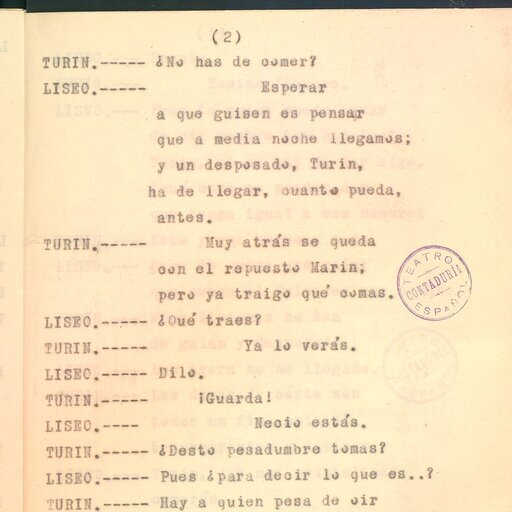 (2)
TURIN.----- ¿No has de comer?
LISEO.----- Esperar
a que guisen es pensar
que a media noche llegamos;
y un desposado, Turin,
ha de llegar, cuanto pueda,
antes.
TURIN.----- Muy atrás se queda
con el repuesto Marin;
pero ya traigo qué comas.
LISEO.----- ¿Qué traes?
TURIN.----- Ya lo verás.
LISEO.----- Dilo.
TURIN.----- ¡Guarda!
LISEO.---- Necio estás.
TURIN.----- ¿Desto pesadumbre tomas?
LISEO.----- Pues ¿para decir lo que es..?
TURIN.----- Hay a quien pesa de oir
TEATRO ESPAÑOL
CONTADURÍA